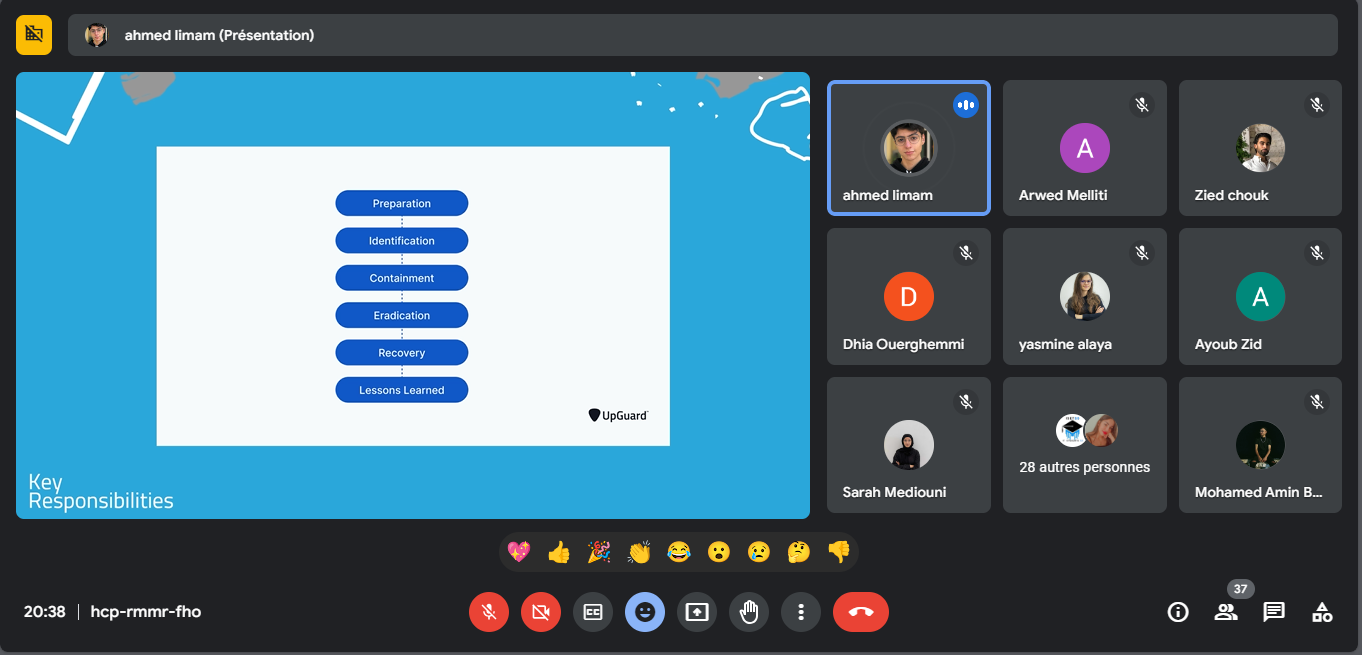 ahmed limam (Présentation)
Preparation
Identification
Containment
Eradication
Recovery
Lessons Learned
UpGuard
Key
Responsibilities
ahmed limam
A
Arwed Melliti
Zied chouk
D
Dhia Ouerghemmi
yasmine alaya
A
Ayoub Zid
Sarah Mediouni
28 autres personnes
Mohamed Amin B...
20:38 | hcp-rmmr-fho
CC
37